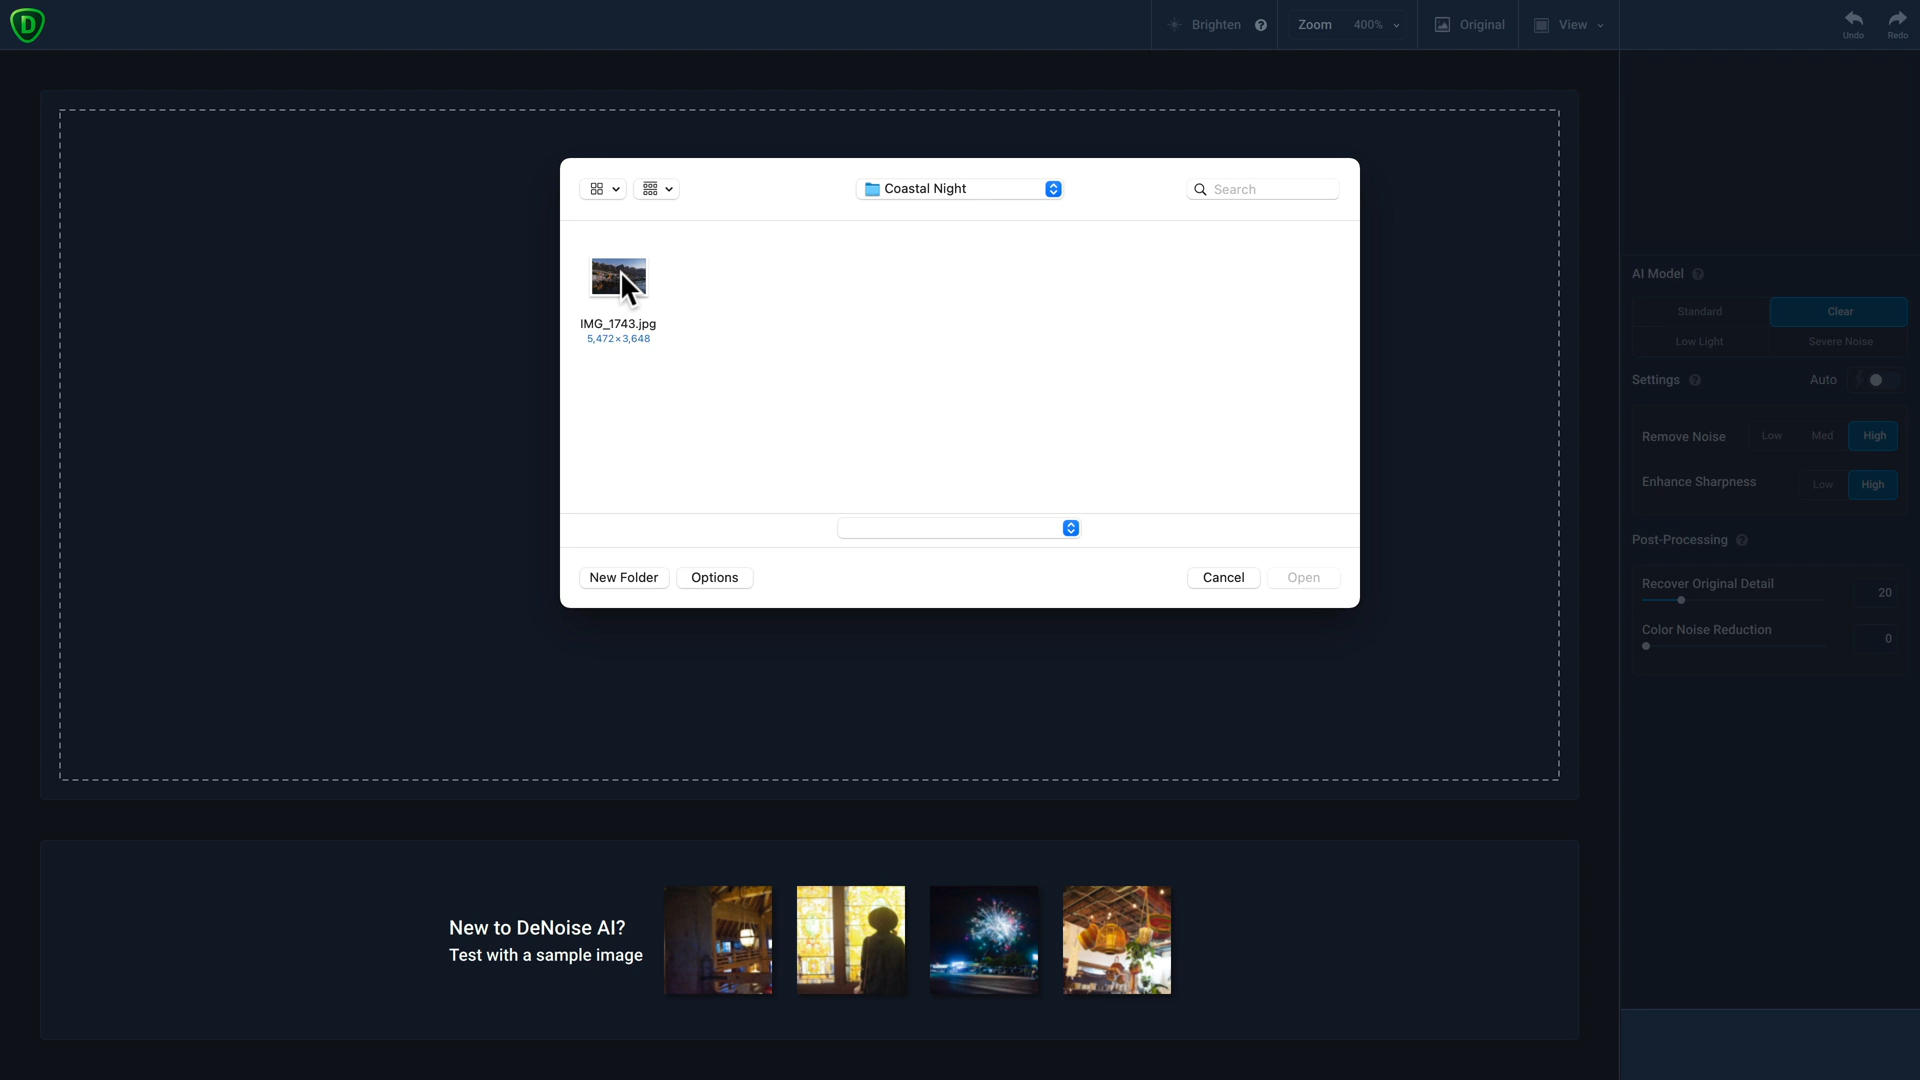 D
Brighten
Zoom 400%
Original
View
Undo
Redo
Coastal Night
Search
IMG_1743.jpg
5,472×3,648
New Folder
Options
Cancel
Open
AI Model
Standard
Clear
Low Light
Severe Noise
Settings
Auto
Remove Noise
Low
Med
High
Enhance Sharpness
Low
High
Post-Processing
Recover Original Detail
20
Color Noise Reduction
0
New to DeNoise AI?
Test with a sample image